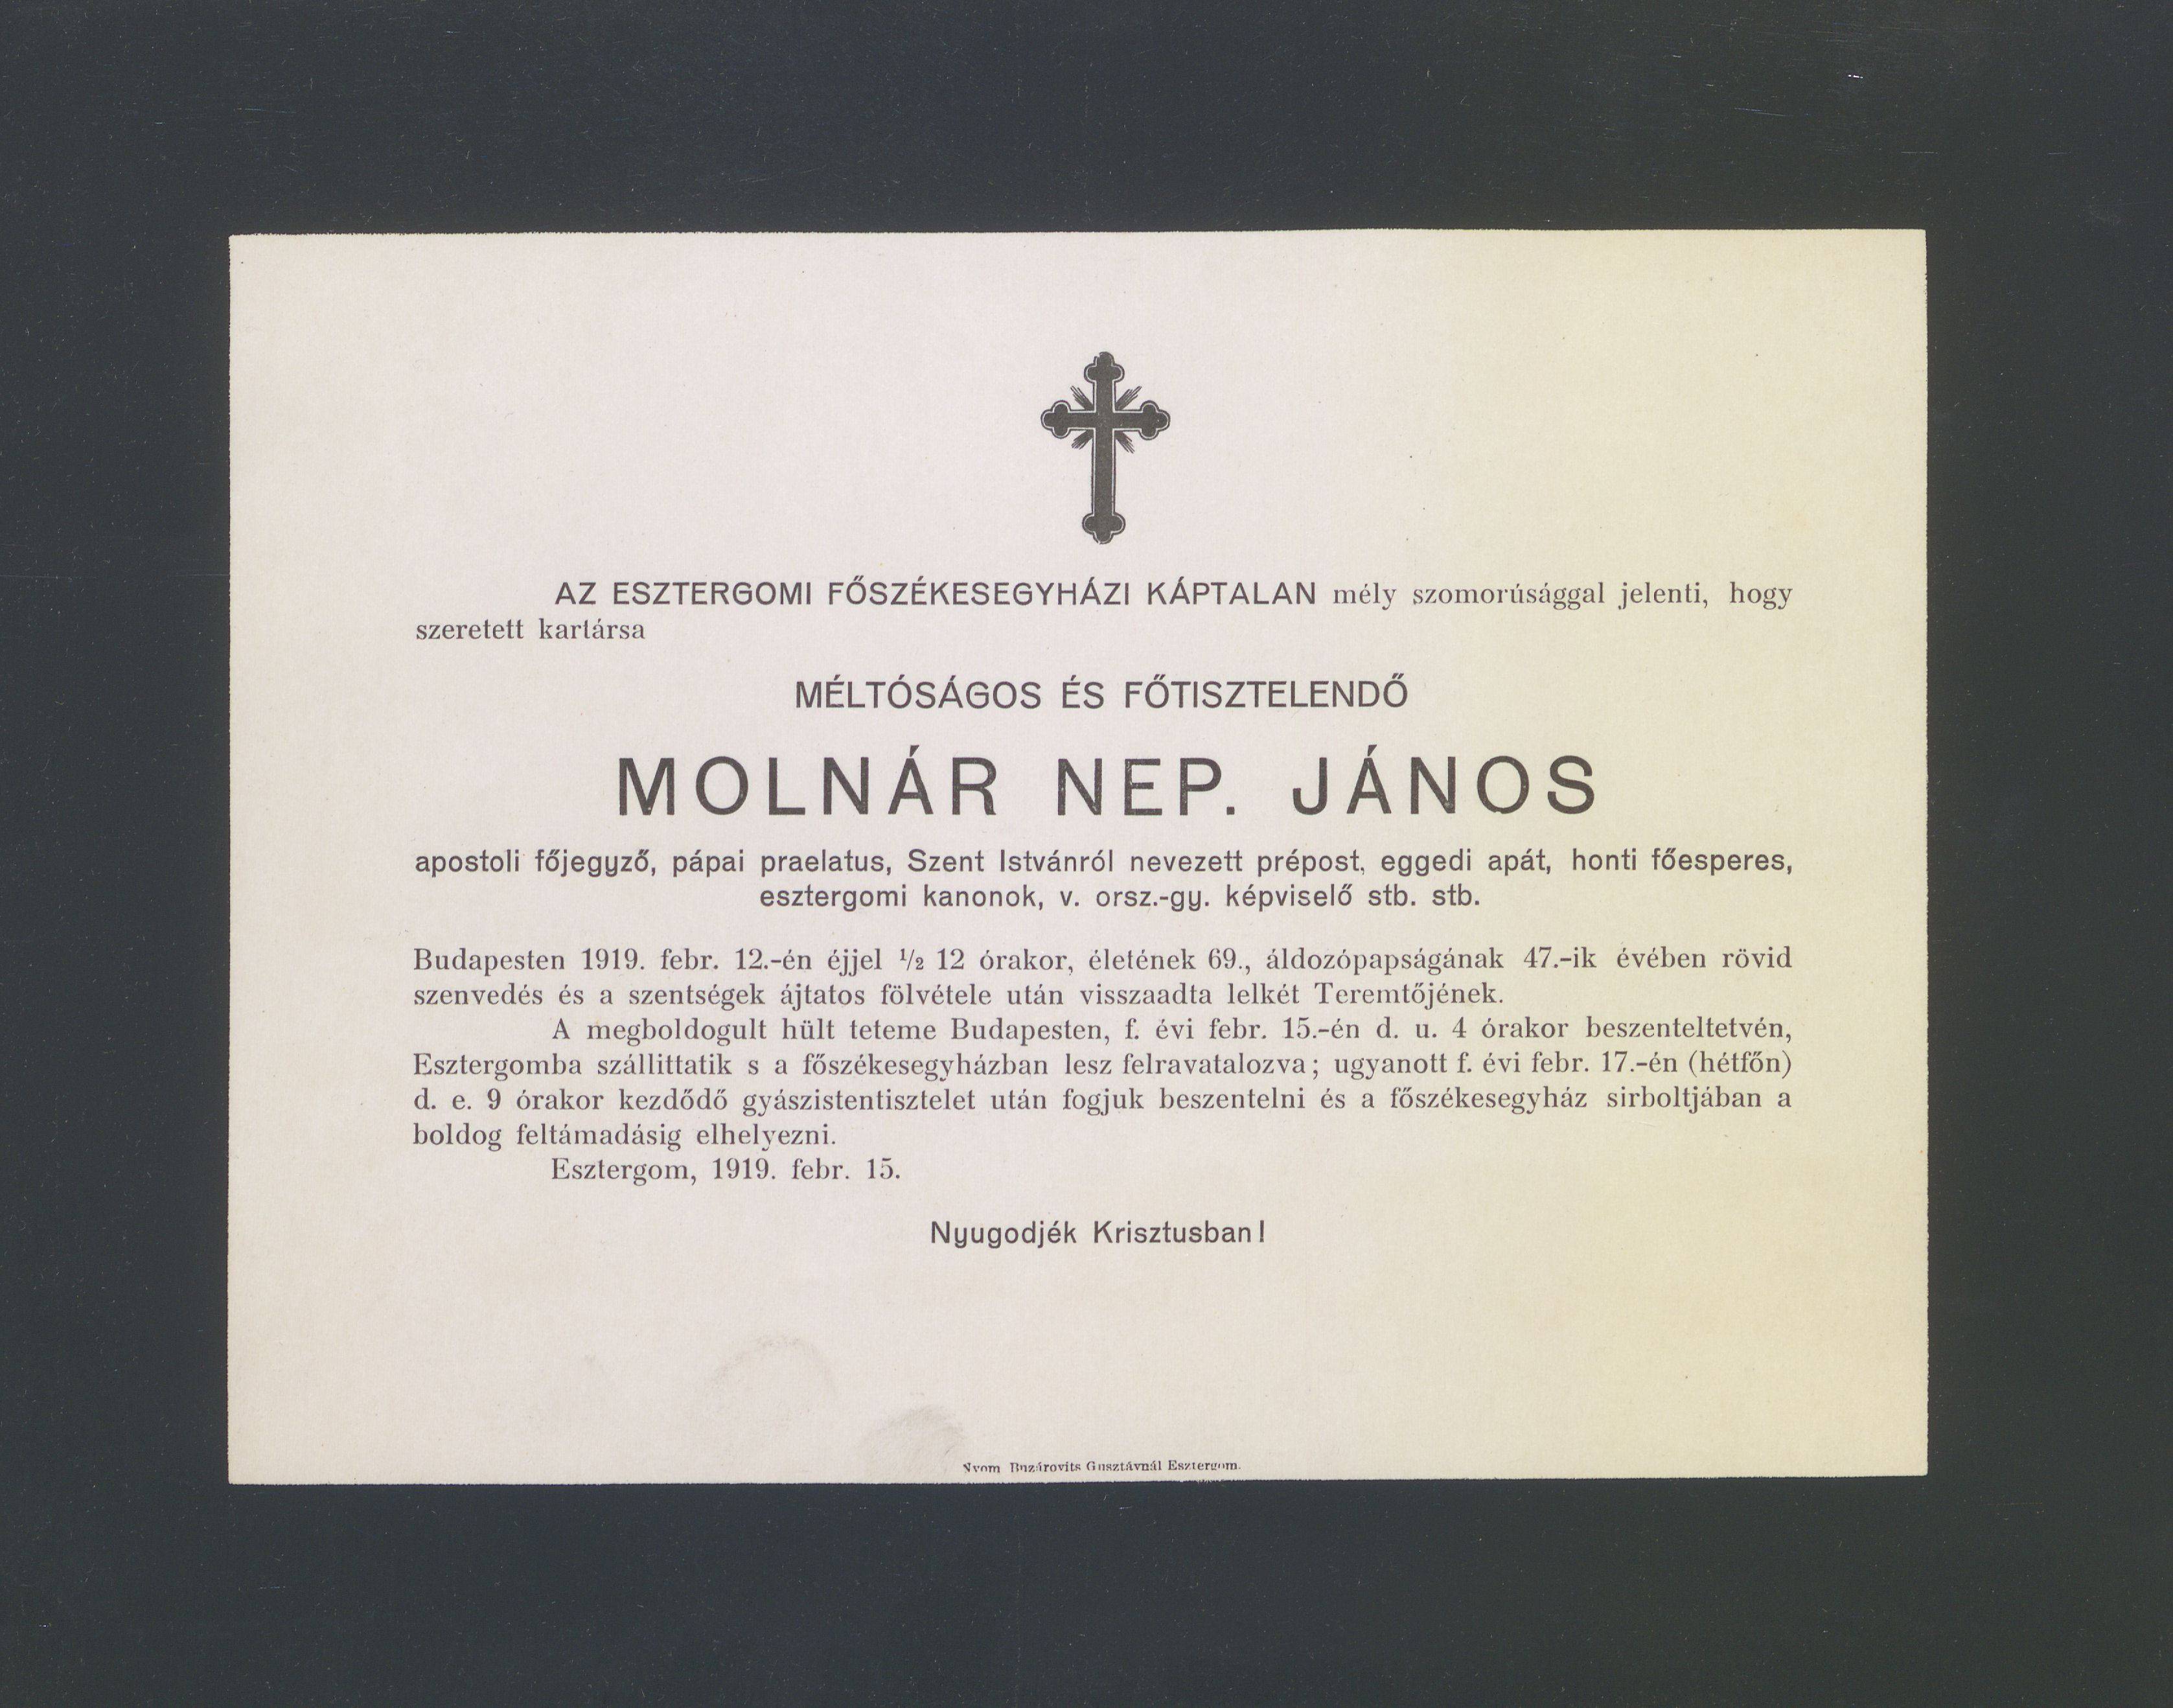 AZ ESZTERGOMI FŐSZÉKESEGYHÁZI KÁPTALAN mély szomorúsággal jelenti, hogy
szeretett kartársa
MÉLTÓSÁGOS ÉS FŐTISZTELENDŐ
MOLNÁR NEP. JÁNOS
apostoli főjegyző, pápai praelatus, Szent Istvánról nevezett prépost, eggedi apát, honti főesperes,
esztergomi kanonok, v. orsz.-gy. képviselő stb. stb.
Budapesten 1919. febr. 12.-én éjjel ½ 12 órakor, életének 69., áldozópapságának 47.-ik évében rövid
szenvedés és a szentségek ájtatos fölvétele után visszaadta lelkét Teremtőjének.
A megboldogult hült teteme Budapesten, f. évi febr. 15.-én d. u. 4 órakor beszenteltetvén,
Esztergomba szállittatik s a főszékesegyházban lesz felravatalozva; ugyanott f. évi febr. 17.-én (hétfőn)
d. e. 9 órakor kezdődő gyászistentisztelet után fogjuk beszentelni és a főszékesegyház sirboltjában a
boldog feltámadásig elhelyezni.
Esztergom, 1919. febr. 15.
Nyugodjék Krisztusban!
Nyom Buzárovits Gusztávnál Esztergom.